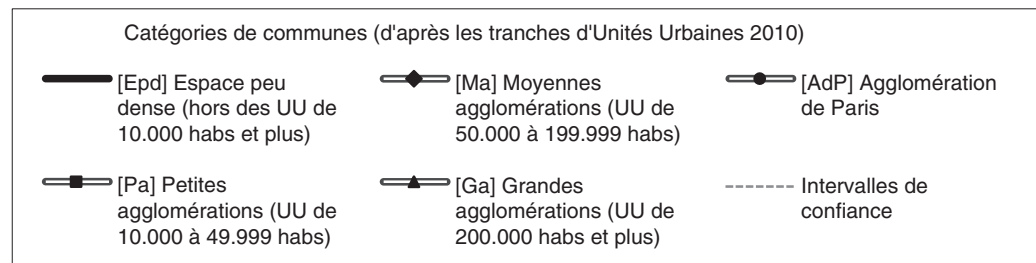 Catégories de communes (d'après les tranches d'Unités Urbaines 2010)
[Epd] Espace peu
dense (hors des UU de
10.000 habs et plus)
[Ma] Moyennes
agglomérations (UU de
50.000 à 199.999 habs)
[AdP] Agglomération
de Paris
[Pa] Petites
agglomérations (UU de
10.000 à 49.999 habs)
[Ga] Grandes
agglomérations (UU de
200.000 habs et plus)
Intervalles de
confiance